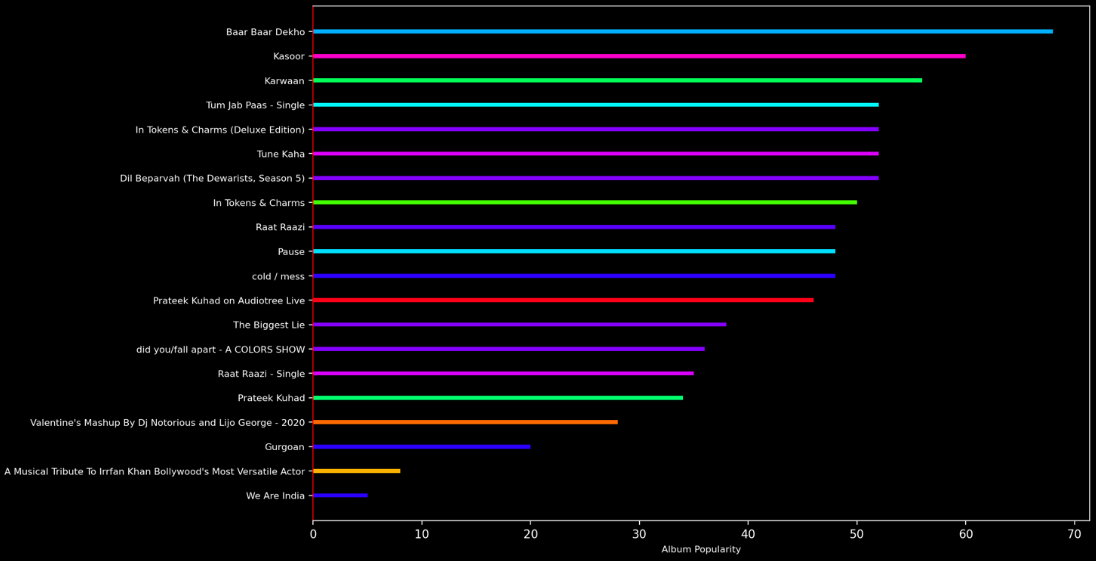 Baar Baar Dekho
Kasoor
Karwaan
Tum Jab Paas - Single
In Tokens & Charms (Deluxe Edition)
Tune Kaha
Dil Beparvah (The Dewarists, Season 5)
In Tokens & Charms
Raat Raazi
Pause
cold / mess
Prateek Kuhad on Audiotree Live
The Biggest Lie
did you/fall apart - A COLORS SHOW
Raat Raazi - Single
Prateek Kuhad
Valentine's Mashup By Dj Notorious and Lijo George - 2020
Gurgoan
A Musical Tribute To Irrfan Khan Bollywood's Most Versatile Actor
We Are India
0 10 20 30 40 50 60 70
Album Popularity